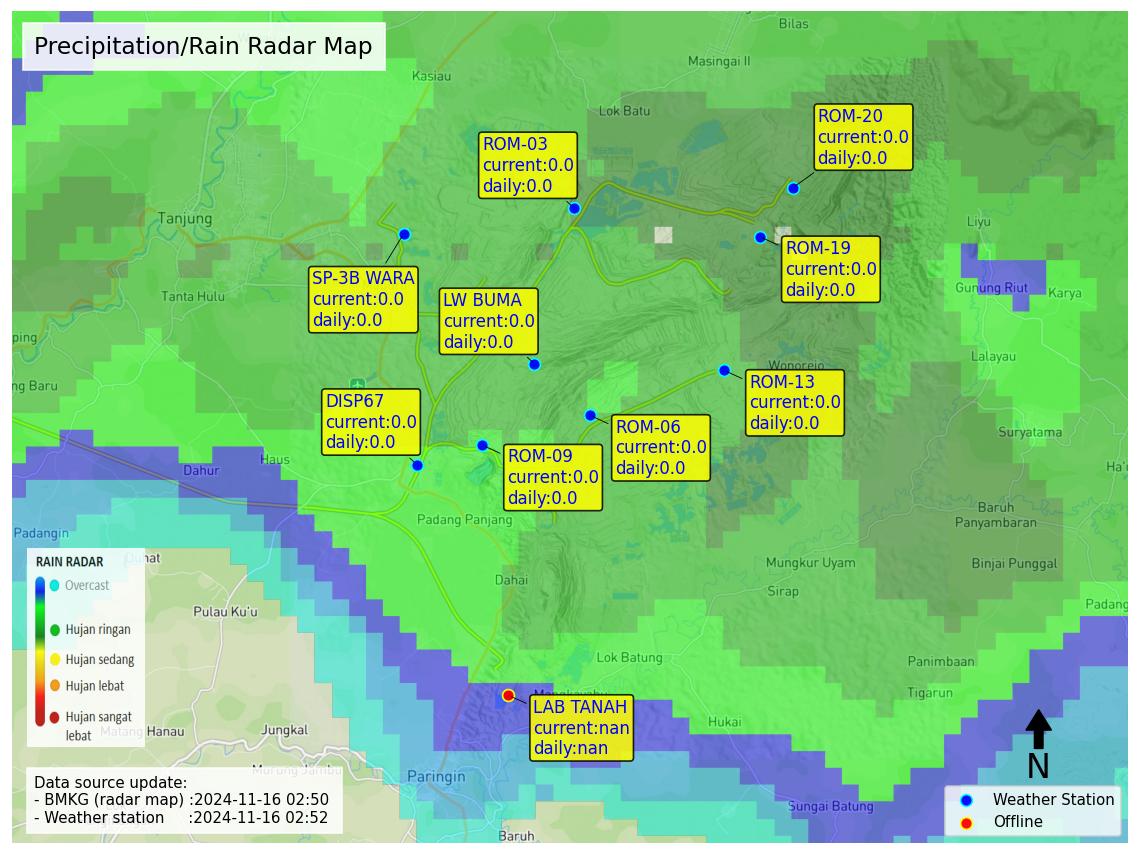 Precipitation/Rain Radar Map
Bilas
Masingai II
Kasiau
Lok Batu
ROM-20
current:0.0
daily:0.0
ROM-03
current:0.0
daily:0.0
Tanjung
Liyu
ROM-19
current:0.0
daily:0.0
SP-3B WARA
current:0.0
daily:0.0
Tanta Hulu
LW BUMA
current:0.0
daily:0.0
Gunung Riut
Karya
ping
Lalayau
Wonorejo
ng Baru
ROM-13
current:0.0
daily:0.0
DISP67
current:0.0
daily:0.0
ROM-06
current:0.0
daily:0.0
Suryatama
ROM-09
current:0.0
daily:0.0
Haus
Dahur
Ha'u
Baruh
Panyambaran
Padang Panjang
Padangin
Mungkur Uyam
Binjai Punggal
Dahai
Sirap
Padang
RAIN RADAR
Overcast
Hujan ringan
Hujan sedang
Hujan lebat
Hujan sangat
lebat
Pulau Ku'u
Lok Batung
Panimbaan
Tigarun
LAB TANAH
current:nan
daily:nan
Hukai
Manau
Jungkal
Murung Jambu
Paringin
Sungai Batung
Baruh
N
Data source update:
- BMKG (radar map) :2024-11-16 02:50
- Weather station :2024-11-16 02:52
Weather Station
Offline